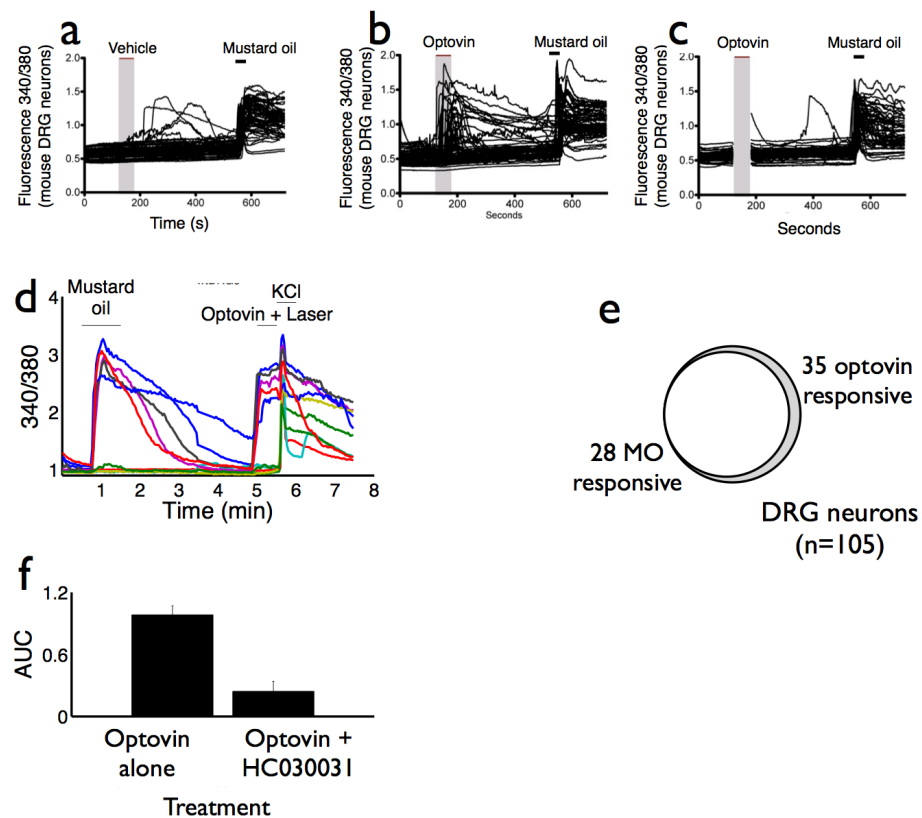 a
Vehicle
Mustard oil
Fluorescence 340/380
(mouse DRG neurons)
2.0
1.5
1.0
0.5
0.0
0
200
400
600
Time (s)
b
Optovin
Mustard oil
Fluorescence 340/380
(mouse DRG neurons)
2.0
1.5
1.0
0.5
0.0
0
200
400
600
Seconds
c
Optovin
Mustard oil
Fluorescence 340/380
(mouse DRG neurons)
2.0
1.5
1.0
0.5
0.0
0
200
400
600
Seconds
d
Mustard
oil
KCl
Optovin + Laser
340/380
4
3
2
1
1 2 3 4 5 6 7 8
Time (min)
e
35 optovin
responsive
28 MO
responsive
DRG neurons
(n=105)
f
AUC
1.2
0.6
0
Optovin
alone
Optovin +
HC030031
Treatment